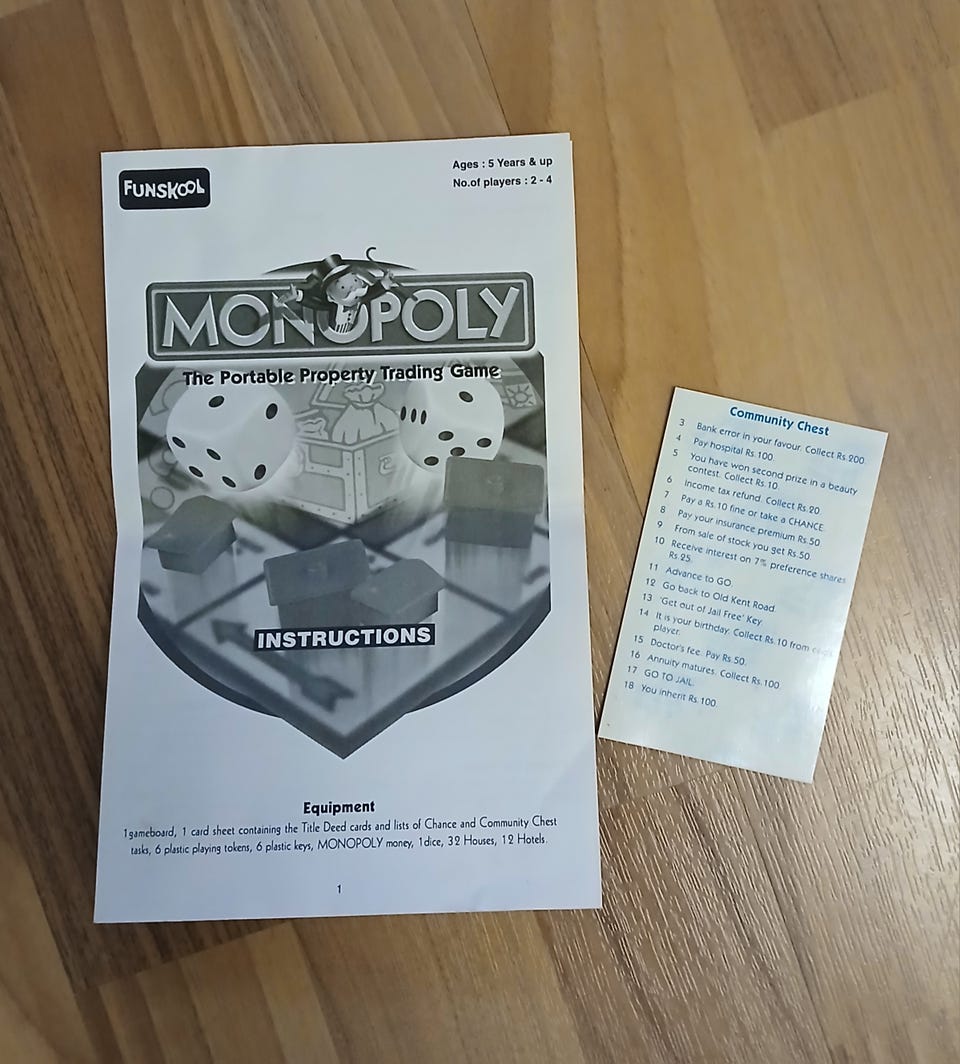 FUNSKOOL
Ages : 5 Years & up
No.of players : 2 - 4
MONOPOLY
The Portable Property Trading Game
INSTRUCTIONS
Equipment
1gameboard, 1 card sheet containing the Title Deed cards and lists of Chance and Community Chest
tasks, 6 plastic playing tokens, 6 plastic keys, MONOPOLY money, 1dice, 32 Houses, 12 Hotels.
1
Community Chest
3 Bank error in your favour. Collect Rs 200.
4 Pay hospital Rs.100.
5 You have won second prize in a beauty
contest. Collect Rs.10.
6 Income tax refund. Collect Rs.20
7 Pay a Rs.10 fine or take a CHANCE.
8 Pay your insurance premium Rs.50
9 From sale of stock you get Rs.50.
10 Receive interest on 7% preference shares
Rs.25.
11 Advance to GO.
12 Go back to Old Kent Road
13 'Get out of Jail Free' Key
14 It is your birthday. Collect Rs.10 from
player.
15 Doctor's fee. Pay Rs.50.
16 Annuity matures. Collect Rs.100.
17 GO TO JAIL.
18 You inherit Rs.100.